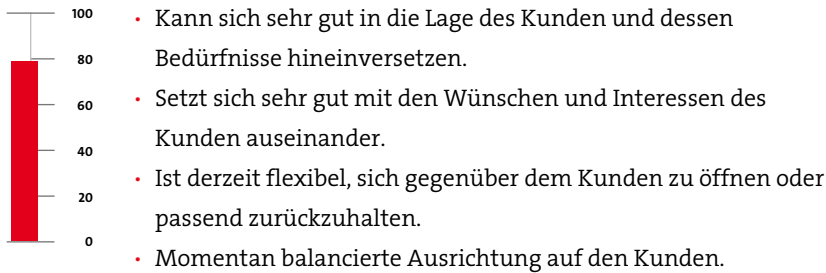 100
80
60
40
20
0
• Kann sich sehr gut in die Lage des Kunden und dessen
Bedürfnisse hineinversetzen.
• Setzt sich sehr gut mit den Wünschen und Interessen des
Kunden auseinander.
• Ist derzeit flexibel, sich gegenüber dem Kunden zu öffnen oder
passend zurückzuhalten.
• Momentan balancierte Ausrichtung auf den Kunden.